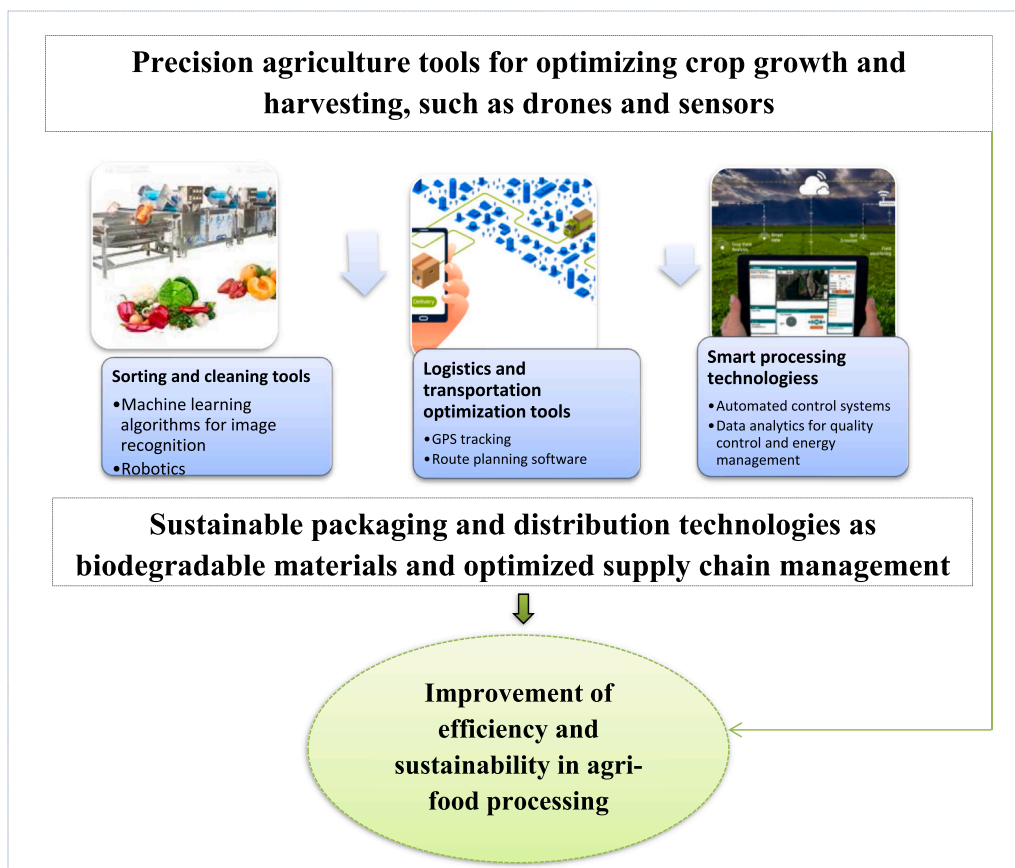 Precision agriculture tools for optimizing crop growth and
harvesting, such as drones and sensors
Delivery
Sorting and cleaning tools
•Machine learning
algorithms for image
recognition
•Robotics
Logistics and
transportation
optimization tools
•GPS tracking
•Route planning software
Smart processing
technologiess
•Automated control systems
•Data analytics for quality
control and energy
management
Sustainable packaging and distribution technologies as
biodegradable materials and optimized supply chain management
Improvement of
efficiency and
sustainability in agri-
food processing